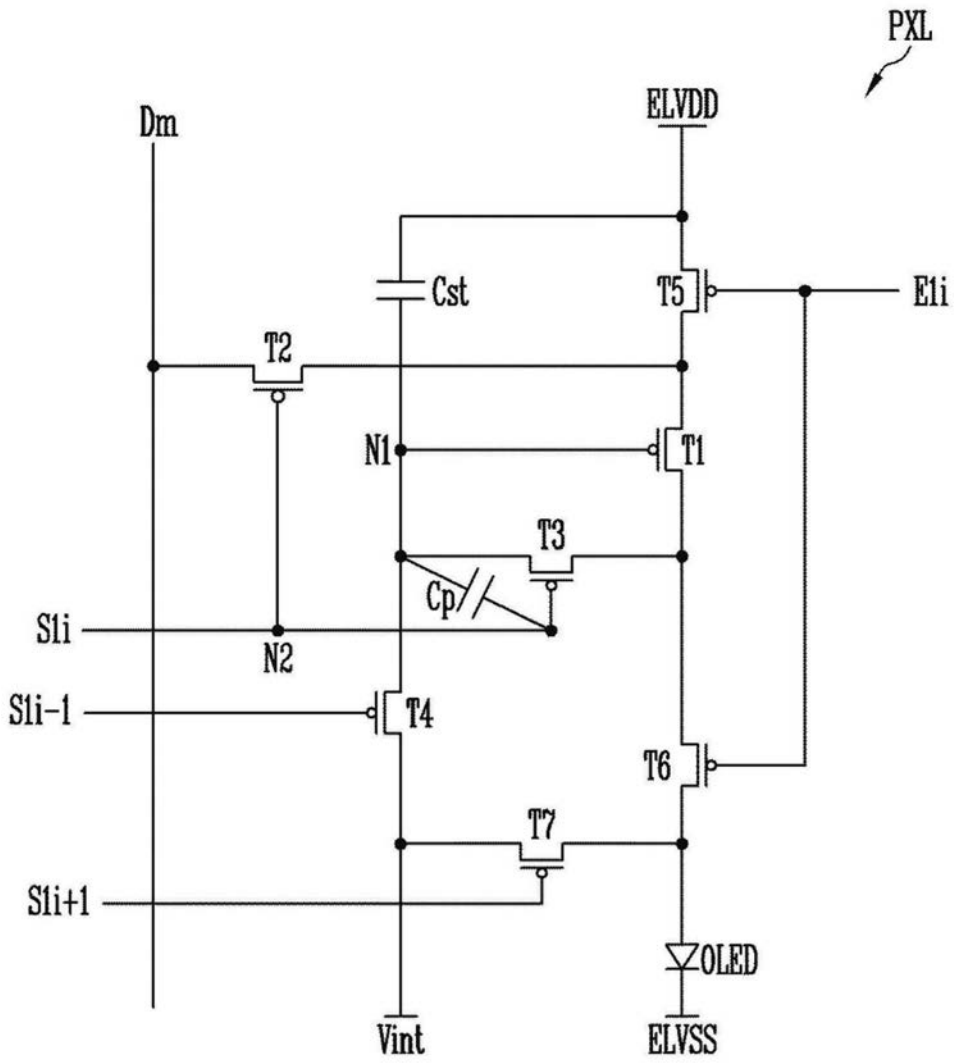 PXL
ELVDD
Dm
Cst
T5
E1i
T2
N1
T1
T3
Cp
S1i
N2
S1i-1
T4
T6
T7
S1i+1
OLED
Vint
ELVSS